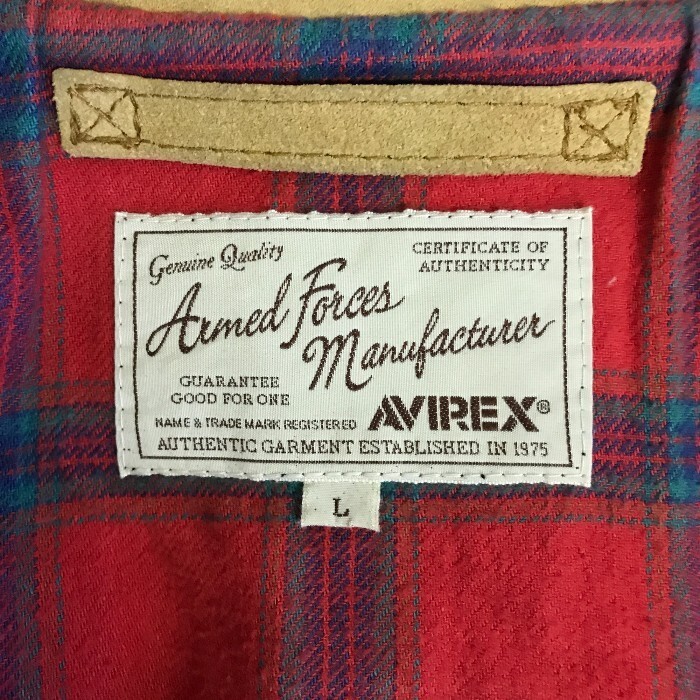 Genuine Quality
CERTIFICATE OF
AUTHENTICITY
Armed Forces
Manufacturer
GUARANTEE
GOOD FOR ONE
NAME & TRADE MARK REGISTERED
AVIREX®
AUTHENTIC GARMENT ESTABLISHED IN 1975
L